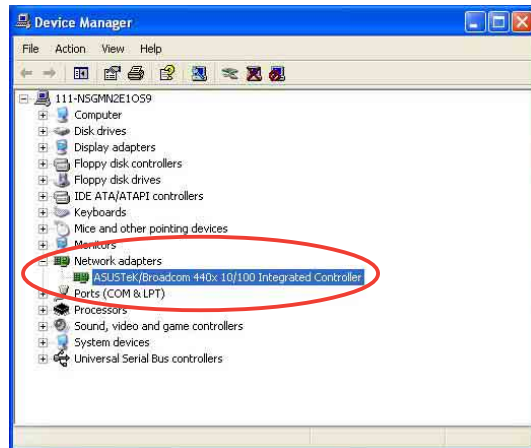 Device Manager
File Action View Help
111-NSGMN2E1OS9
Computer
Disk drives
Display adapters
Floppy disk controllers
Floppy disk drives
IDE ATA/ATAPI controllers
Keyboards
Mice and other pointing devices
Monitors
Network adapters
ASUSTeK/Broadcom 440x 10/100 Integrated Controller
Ports (COM & LPT)
Processors
Sound, video and game controllers
System devices
Universal Serial Bus controllers